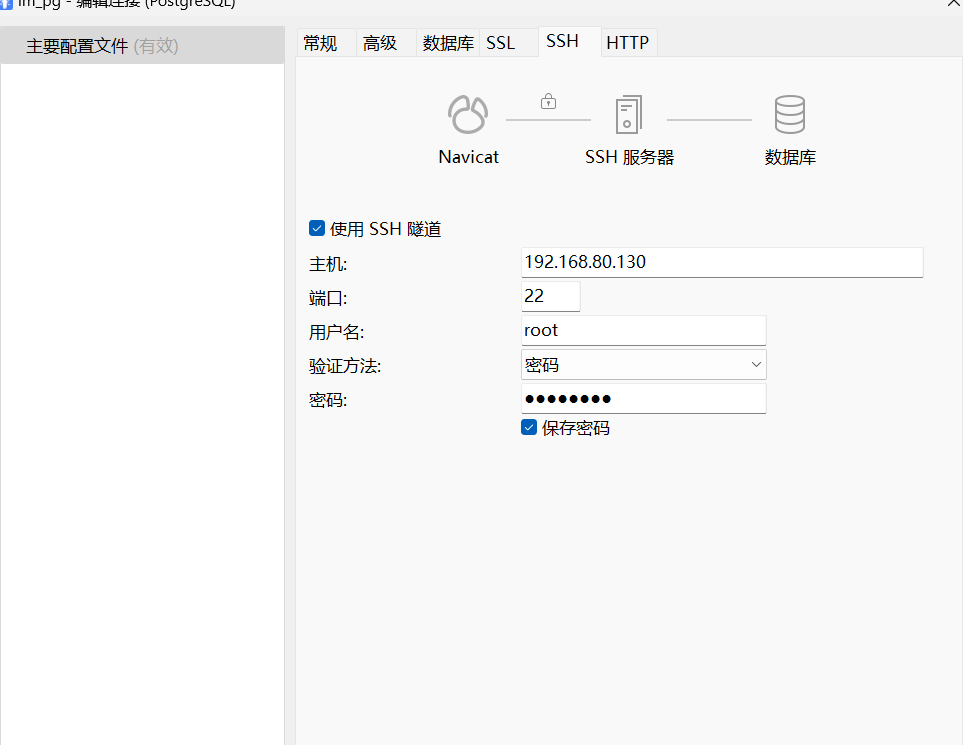 im_pg - 编辑连接 (PostgreSQL)
主要配置文件 (有效)
常规 高级 数据库 SSL SSH HTTP
Navicat SSH 服务器 数据库
使用 SSH 隧道
主机: 192.168.80.130
端口: 22
用户名: root
验证方法: 密码
密码: ●●●●●●●●
保存密码